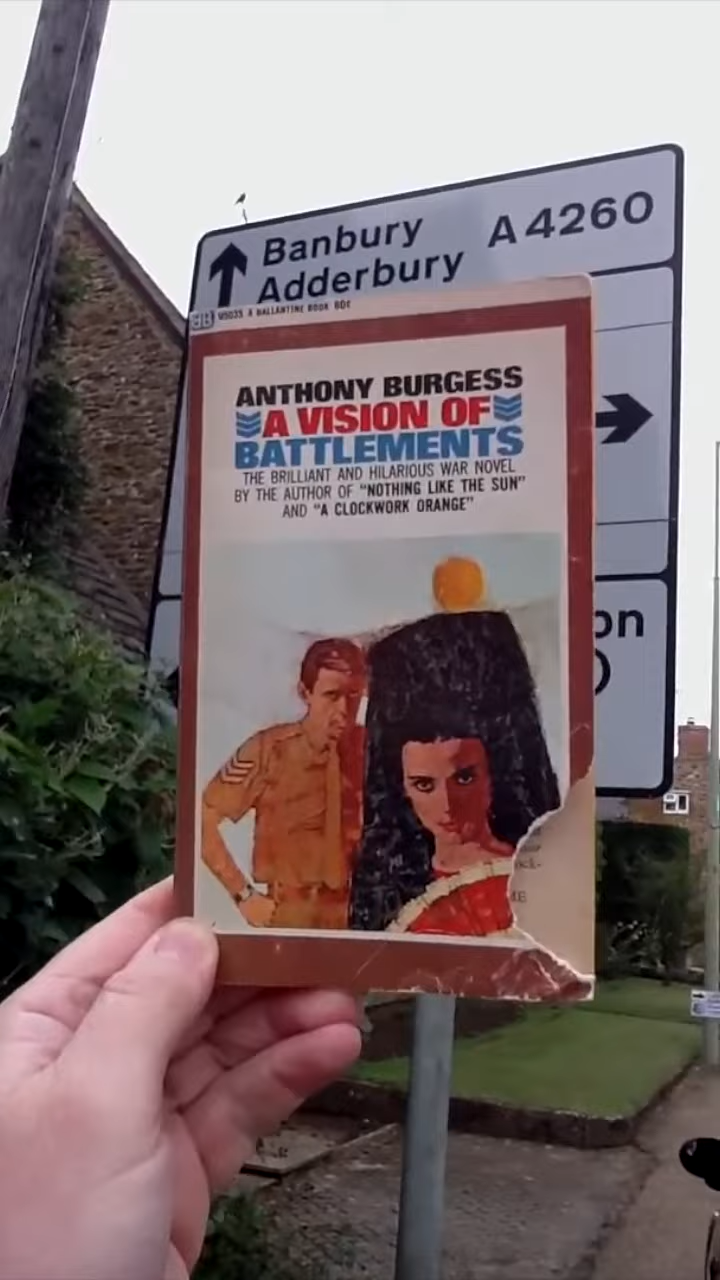 Banbury A4260
Adderbury
BB U5035 A BALLANTINE BOOK 60¢
ANTHONY BURGESS
A VISION OF
BATTLEMENTS
THE BRILLIANT AND HILARIOUS WAR NOVEL
BY THE AUTHOR OF "NOTHING LIKE THE SUN"
AND "A CLOCKWORK ORANGE"
on
)